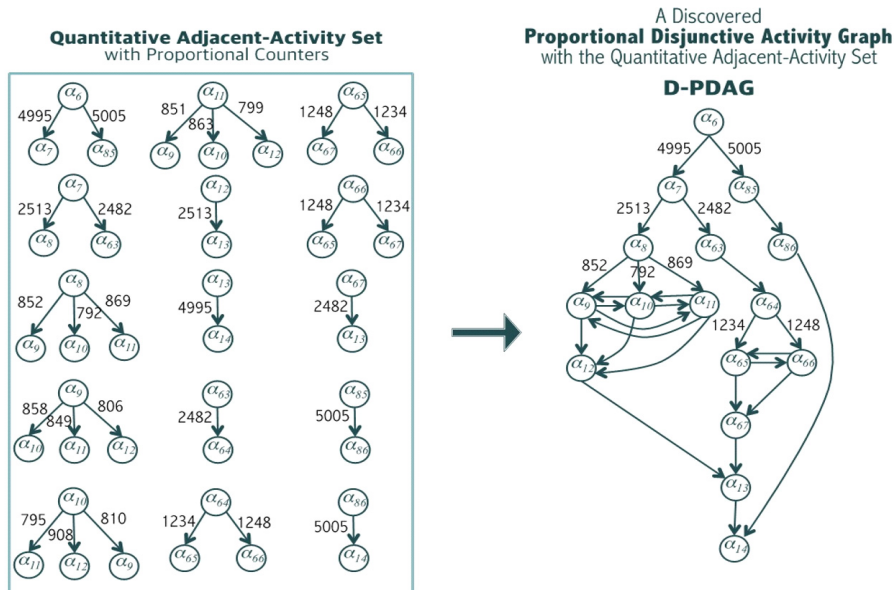 Quantitative Adjacent-Activity Set
with Proportional Counters
α6
4995 5005
α7 α85
α11
851 863 799
α9 α10 α12
α65
1248 1234
α67 α66
α7
2513 2482
α8 α63
α12
2513
α13
α66
1248 1234
α65 α67
α8
852 792 869
α9 α10 α11
α13
4995
α14
α67
2482
α13
α9
858 849 806
α10 α11 α12
α63
2482
α64
α85
5005
α86
α10
795 908 810
α11 α12 α9
α64
1234 1248
α65 α66
α86
5005
α14
A Discovered
Proportional Disjunctive Activity Graph
with the Quantitative Adjacent-Activity Set
D-PDAG
α6
4995 5005
α7 α85
2513 2482
α8 α63 α86
852 792 869
α9 α10 α11 α64
1234 1248
α12 α65 α66
α67
α13
α14